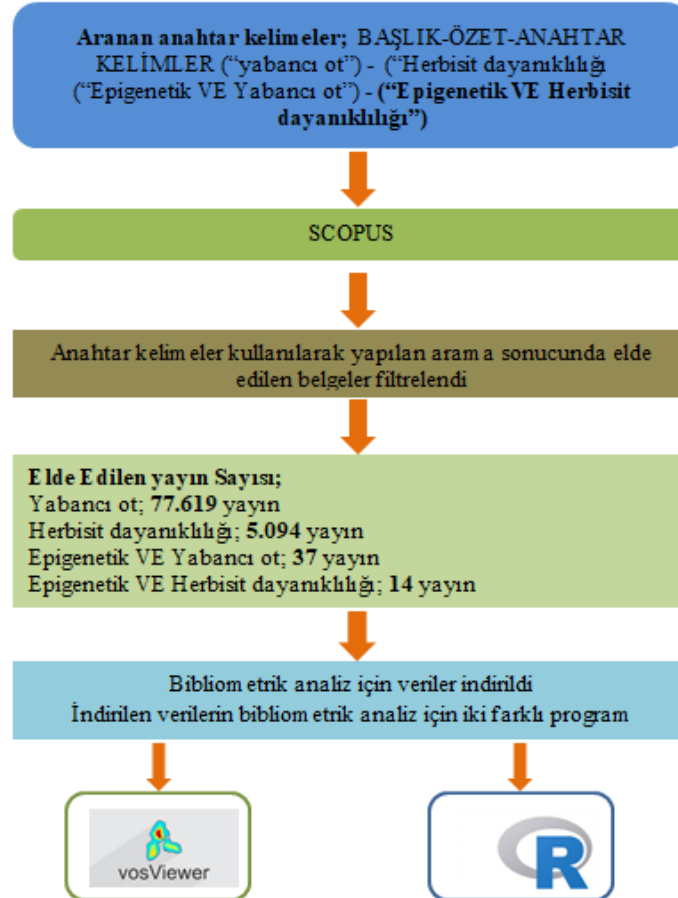 Aranan anahtar kelimeler; BAŞLIK-ÖZET-ANAHTAR
KELİMLER (“yabancı ot”) - (“Herbisit dayanıklılığı
(“Epigenetik VE Yabancı ot”) - (“Epigenetik VE Herbisit
dayanıklılığı”)
SCOPUS
Anahtar kelimeler kullanılarak yapılan arama sonucunda elde
edilen belgeler filtrelendi
Elde Edilen yayın Sayısı;
Yabancı ot; 77.619 yayın
Herbisit dayanıklılığı; 5.094 yayın
Epigenetik VE Yabancı ot; 37 yayın
Epigenetik VE Herbisit dayanıklılığı; 14 yayın
Bibliometrik analiz için veriler indirildi
İndirilen verilerin bibliometrik analiz için iki farklı program
vosViewer
R